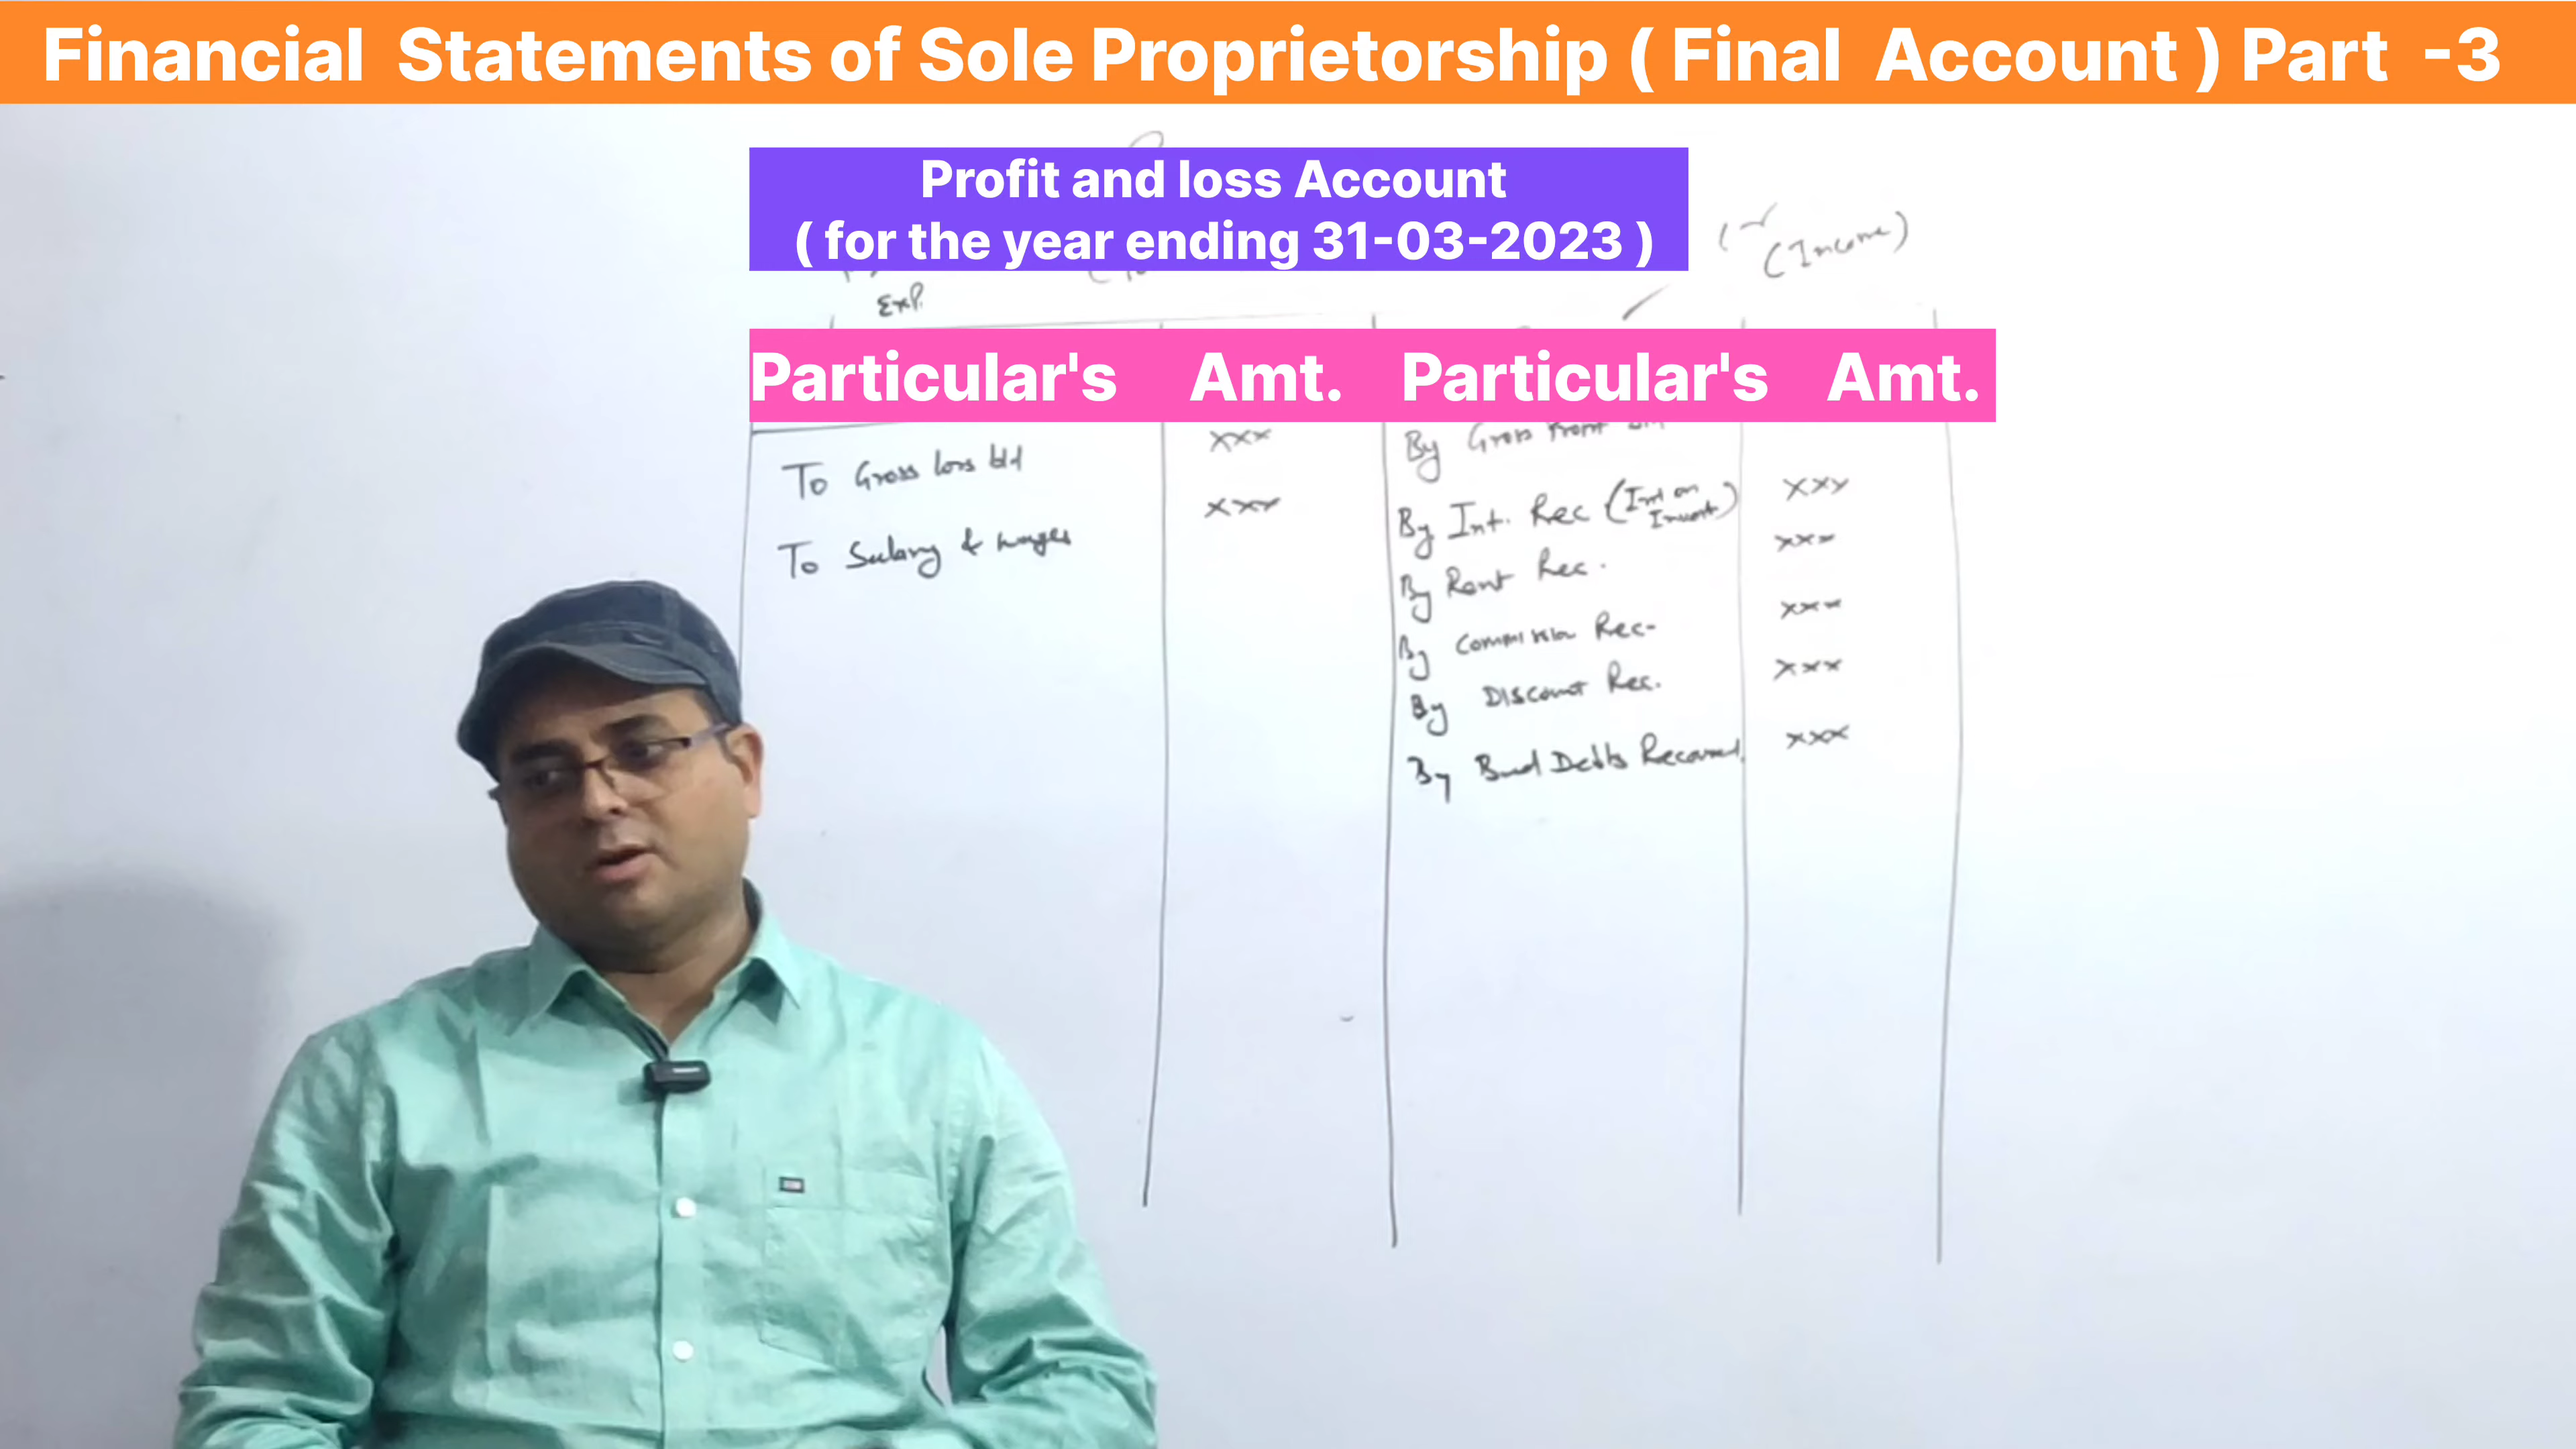 Financial Statements of Sole Proprietorship ( Final Account ) Part -3
Profit and loss Account
( for the year ending 31-03-2023 )
(Income)
Exp.
Particular's Amt. Particular's Amt.
To Gross loss b/d xxx
By Gross Profit
To Salary & wages xxx
By Int. Rec (Int on xxx
By Rent Rec. xxx
By Commission Rec- xxx
By Discount Rec. xxx
By Bad Debts Recovered xxx